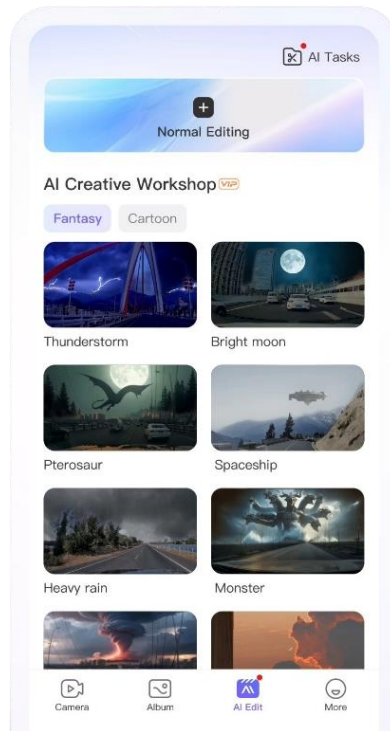 AI Tasks
Normal Editing
AI Creative Workshop VIP
Fantasy Cartoon
Thunderstorm Bright moon
Pterosaur Spaceship
Heavy rain Monster
Camera Album AI Edit More